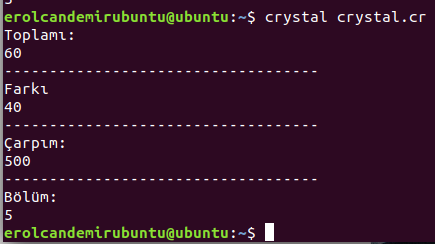 erolcandemirubuntu@ubuntu:~$ crystal crystal.cr
Toplamı:
60
------------------------------------
Farkı
40
------------------------------------
Çarpım:
500
------------------------------------
Bölüm:
5
erolcandemirubuntu@ubuntu:~$